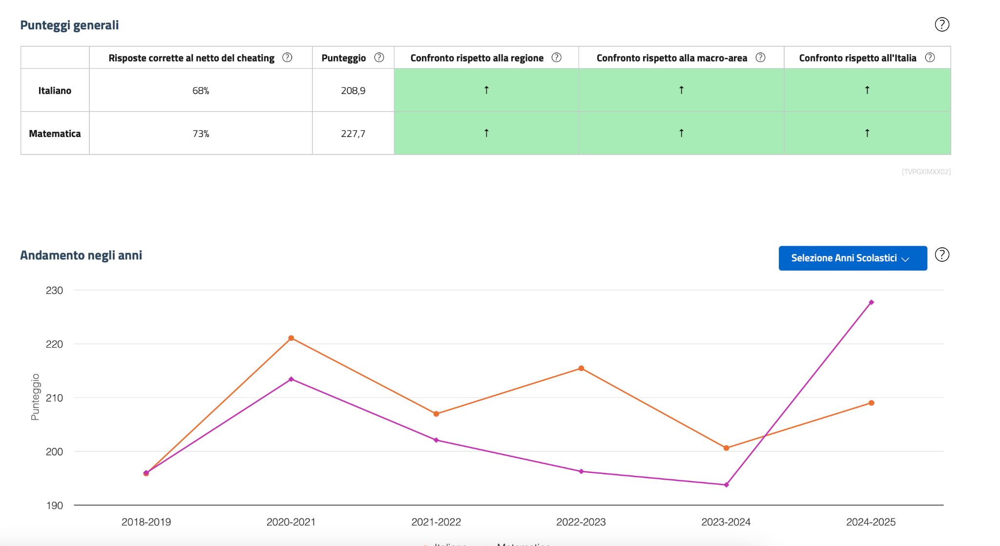 Punteggi generali
?
Risposte corrette al netto del cheating ? Punteggio ? Confronto rispetto alla regione ? Confronto rispetto alla macro-area ? Confronto rispetto all'Italia ?
Italiano 68% 208,9 ↑ ↑ ↑
Matematica 73% 227,7 ↑ ↑ ↑
[TVPGXIMXX02]
Andamento negli anni
Selezione Anni Scolastici
?
Punteggio
230
220
210
200
190
2018-2019 2020-2021 2021-2022 2022-2023 2023-2024 2024-2025
Italiano Matematica